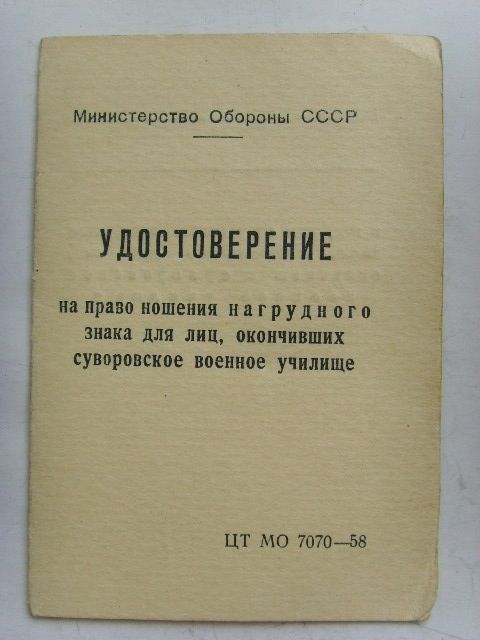 Министерство Обороны СССР
УДОСТОВЕРЕНИЕ
на право ношения нагрудного
знака для лиц, окончивших
суворовское военное училище
ЦТ МО 7070—58